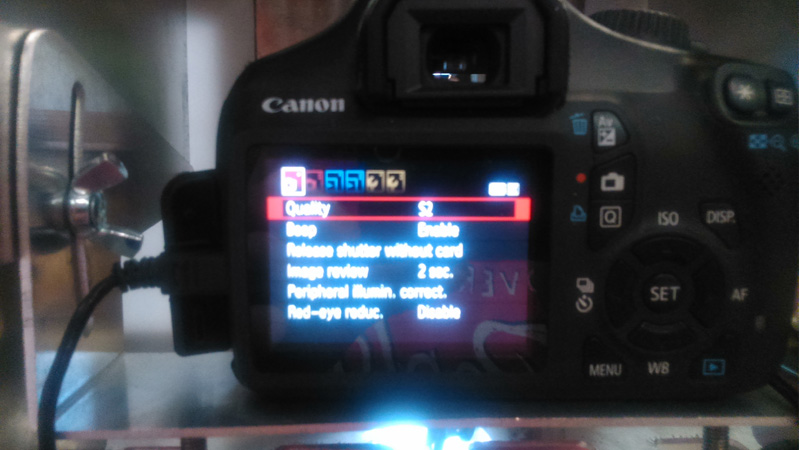 Canon
Quality S2
Beep Enable
Release shutter without card
Image review 2 sec.
Peripheral illumin. correct.
Red-eye reduc. Disable
Av
Q
ISO DISP.
SET AF
MENU WB